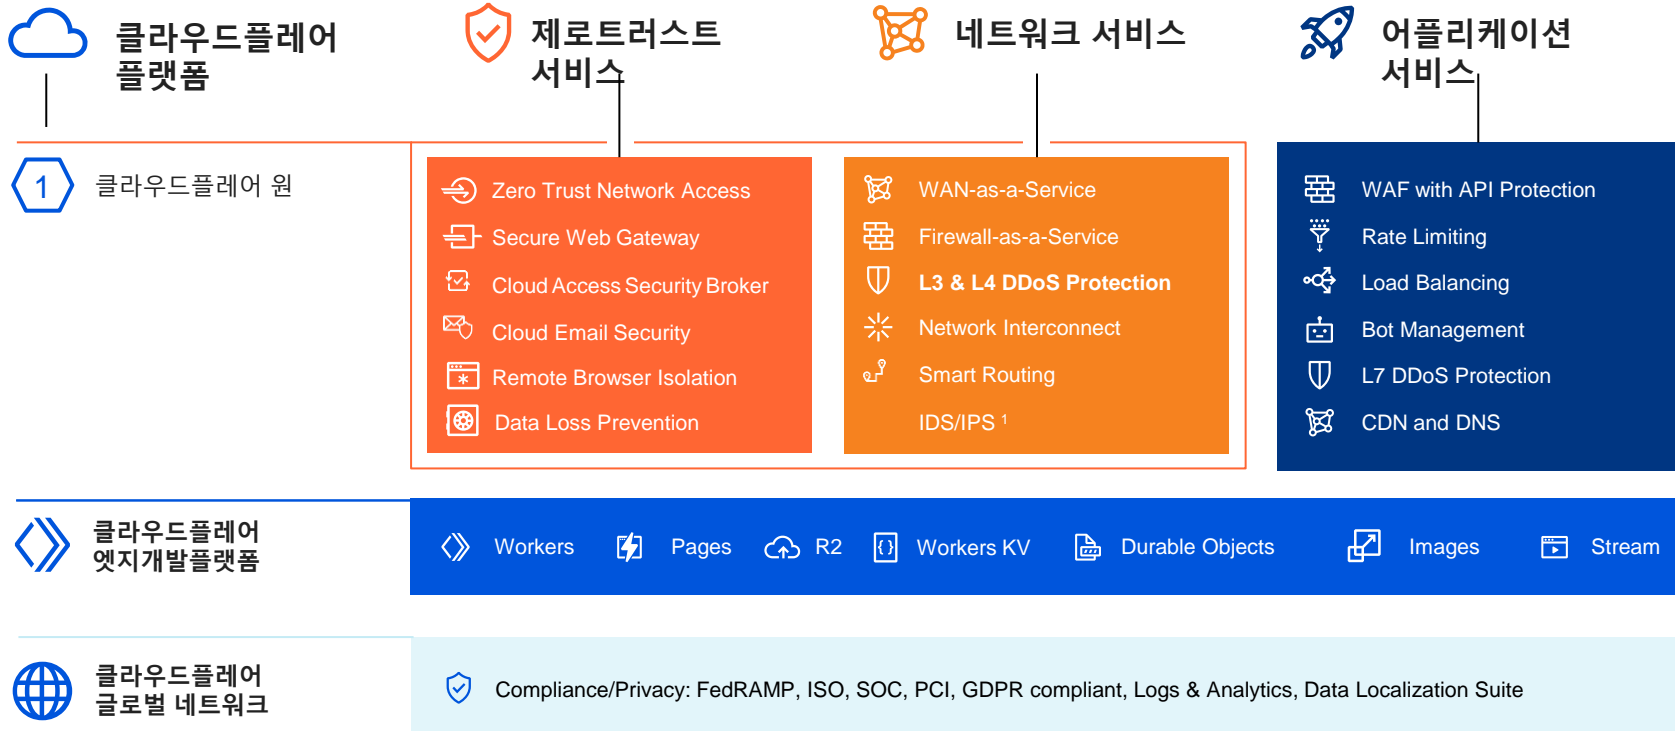 클라우드플레어
플랫폼
제로트러스트
서비스
네트워크 서비스
어플리케이션
서비스
1
클라우드플레어 원
Zero Trust Network Access
Secure Web Gateway
Cloud Access Security Broker
Cloud Email Security
Remote Browser Isolation
Data Loss Prevention
WAN-as-a-Service
Firewall-as-a-Service
L3 & L4 DDoS Protection
Network Interconnect
Smart Routing
IDS/IPS ¹
WAF with API Protection
Rate Limiting
Load Balancing
Bot Management
L7 DDoS Protection
CDN and DNS
클라우드플레어
엣지개발플랫폼
Workers Pages R2 Workers KV Durable Objects Images Stream
클라우드플레어
글로벌 네트워크
Compliance/Privacy: FedRAMP, ISO, SOC, PCI, GDPR compliant, Logs & Analytics, Data Localization Suite